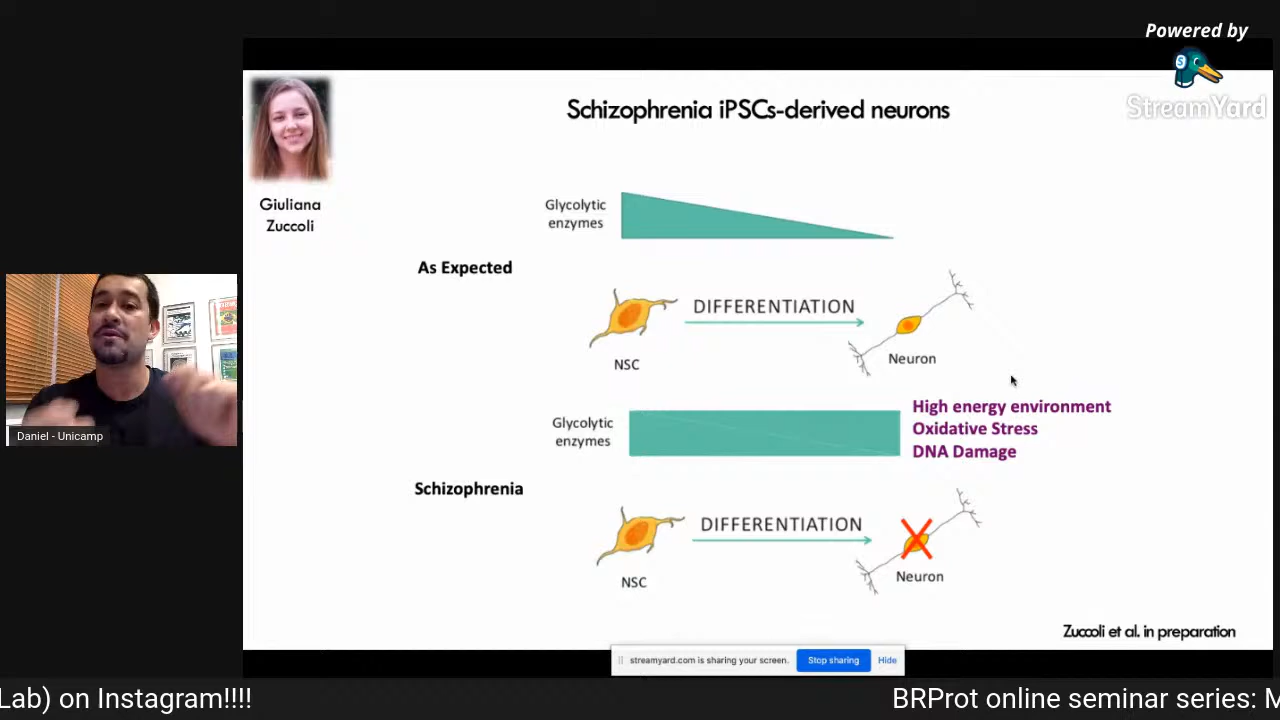 Powered by
S
StreamYard
Schizophrenia iPSCs-derived neurons
Giuliana
Zuccoli
Glycolytic
enzymes
As Expected
DIFFERENTIATION
NSC
Neuron
Glycolytic
enzymes
High energy environment
Oxidative Stress
DNA Damage
Schizophrenia
DIFFERENTIATION
NSC
Neuron
Zuccoli et al. in preparation
Daniel - Unicamp
streamyard.com is sharing your screen.
Stop sharing
Hide
Lab) on Instagram!!!!
BRProt online seminar series: M